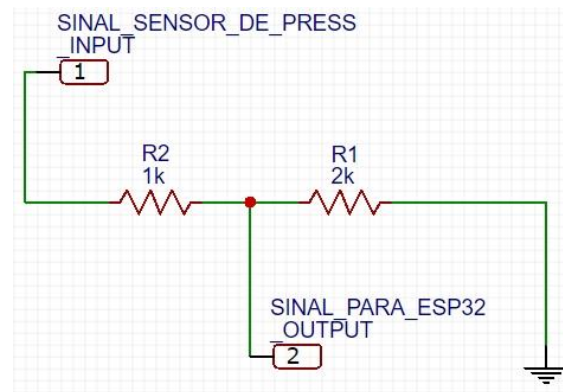 SINAL_SENSOR_DE_PRESS
_INPUT
1
R2
1k
R1
2k
SINAL_PARA_ESP32
_OUTPUT
2